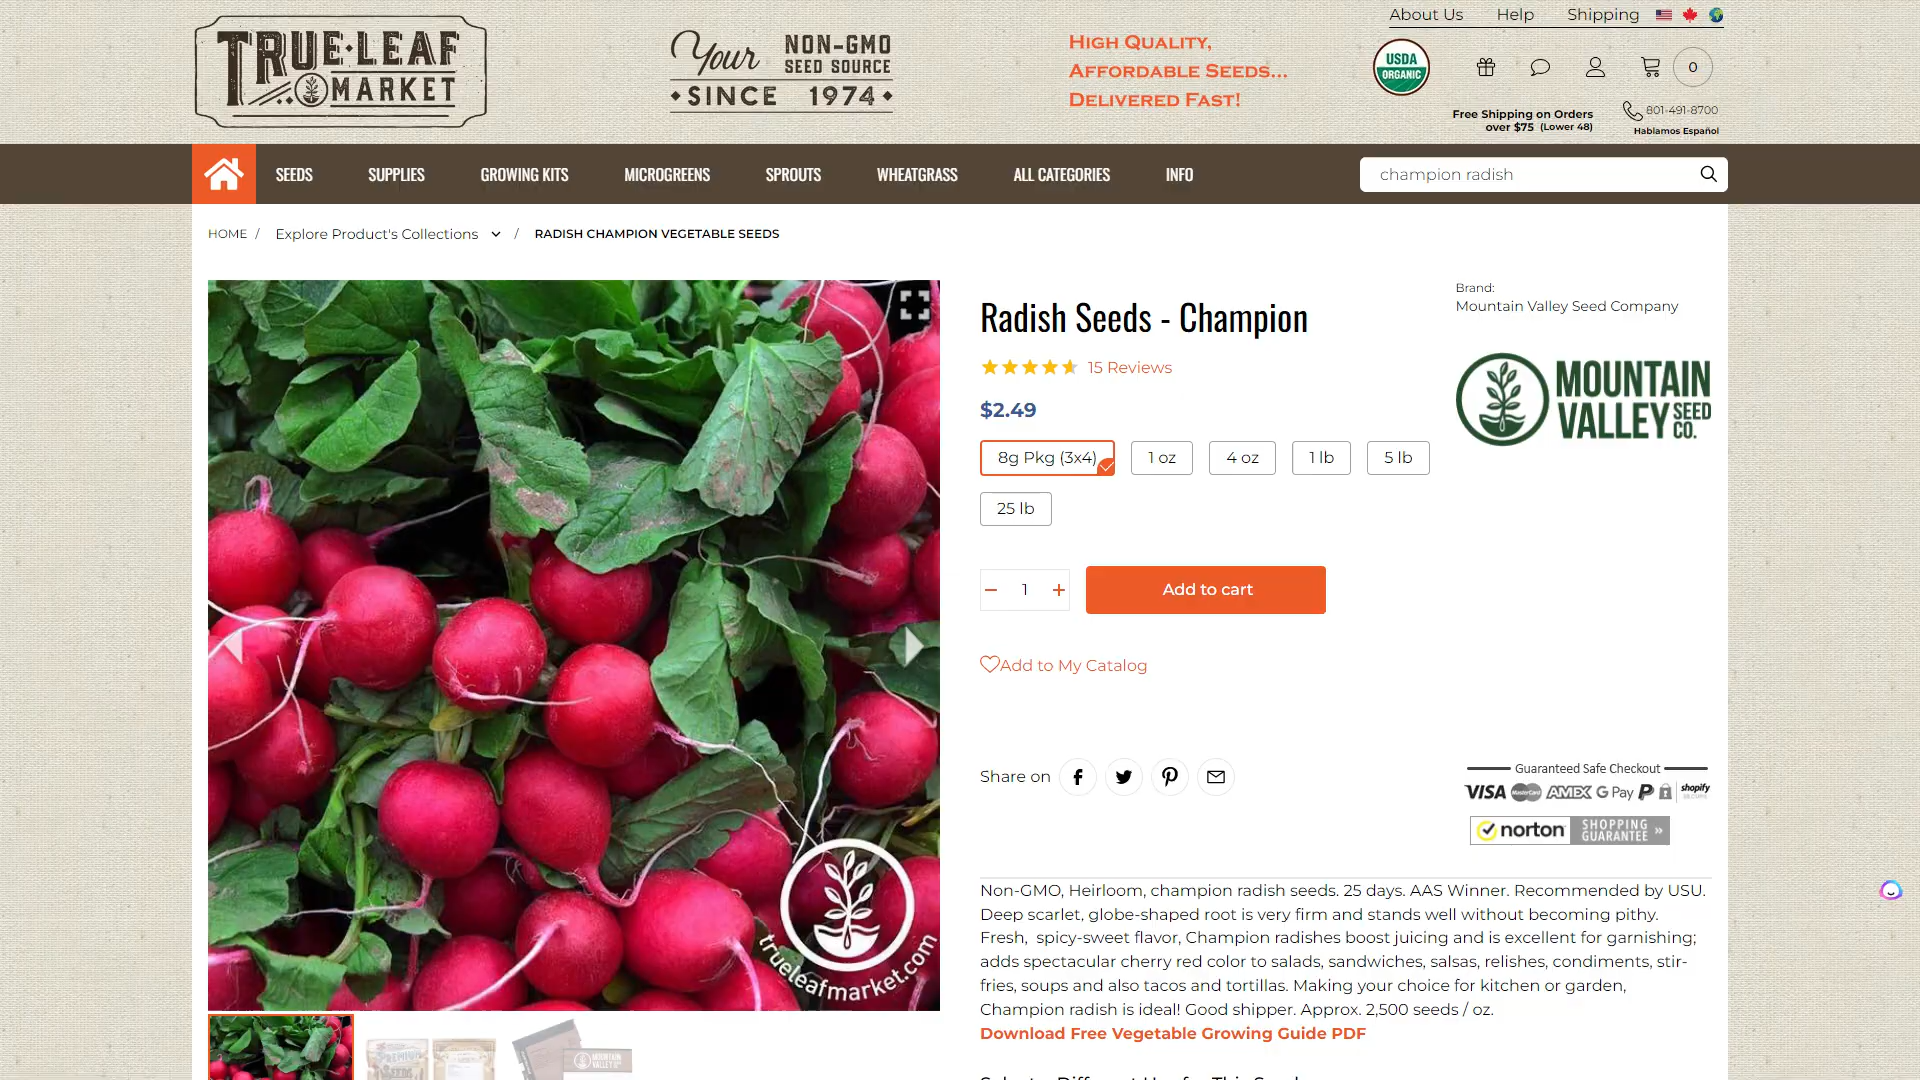 About Us Help Shipping
TRUE LEAF
MARKET
Your NON-GMO
SEED SOURCE
SINCE 1974
HIGH QUALITY,
AFFORDABLE SEEDS...
DELIVERED FAST!
USDA
ORGANIC
0
Free Shipping on Orders
over $75 (Lower 48)
801-491-8700
Hablamos Español
SEEDS SUPPLIES GROWING KITS MICROGREENS SPROUTS WHEATGRASS ALL CATEGORIES INFO
champion radish
HOME / Explore Product's Collections / RADISH CHAMPION VEGETABLE SEEDS
Radish Seeds - Champion
15 Reviews
$2.49
8g Pkg (3x4) 1 oz 4 oz 1 lb 5 lb
25 lb
- 1 + Add to cart
Add to My Catalog
Share on
Brand:
Mountain Valley Seed Company
MOUNTAIN
VALLEY SEED CO.
Guaranteed Safe Checkout
VISA MasterCard AMEX G Pay P shopify
SECURE
norton SHOPPING
GUARANTEE »
trueleafmarket.com
Non-GMO, Heirloom, champion radish seeds. 25 days. AAS Winner. Recommended by USU.
Deep scarlet, globe-shaped root is very firm and stands well without becoming pithy.
Fresh, spicy-sweet flavor, Champion radishes boost juicing and is excellent for garnishing;
adds spectacular cherry red color to salads, sandwiches, salsas, relishes, condiments, stir-
fries, soups and also tacos and tortillas. Making your choice for kitchen or garden,
Champion radish is ideal! Good shipper. Approx. 2,500 seeds / oz.
Download Free Vegetable Growing Guide PDF
PREMIUM
SEEDS
MOUNTAIN
VALLEY